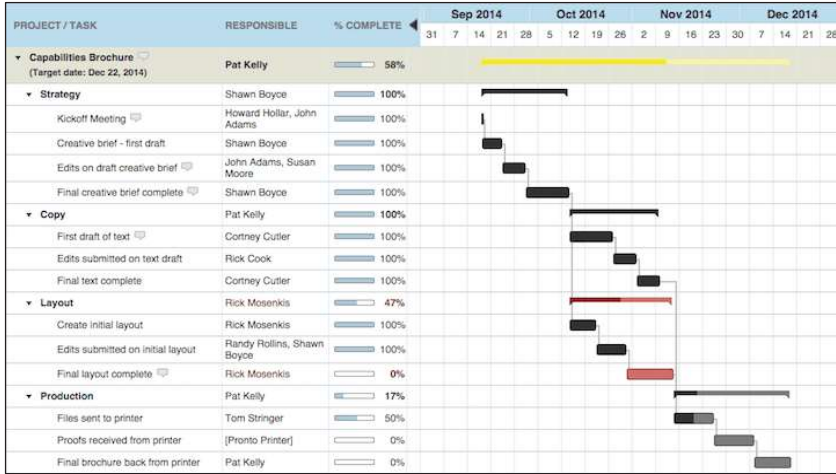 PROJECT / TASK RESPONSIBLE % COMPLETE Sep 2014 Oct 2014 Nov 2014 Dec 2014
31 7 14 21 28 5 12 19 26 2 9 16 23 30 7 14 21 28
Capabilities Brochure
(Target date: Dec 22, 2014) Pat Kelly 58%
Strategy Shawn Boyce 100%
Kickoff Meeting Howard Hollar, John
Adams 100%
Creative brief - first draft Shawn Boyce 100%
Edits on draft creative brief John Adams, Susan
Moore 100%
Final creative brief complete Shawn Boyce 100%
Copy Pat Kelly 100%
First draft of text Cortney Cutler 100%
Edits submitted on text draft Rick Cook 100%
Final text complete Cortney Cutler 100%
Layout Rick Mosenkis 47%
Create initial layout Rick Mosenkis 100%
Edits submitted on initial layout Randy Rollins, Shawn
Boyce 100%
Final layout complete Rick Mosenkis 0%
Production Pat Kelly 17%
Files sent to printer Tom Stringer 50%
Proofs received from printer [Pronto Printer] 0%
Final brochure back from printer Pat Kelly 0%